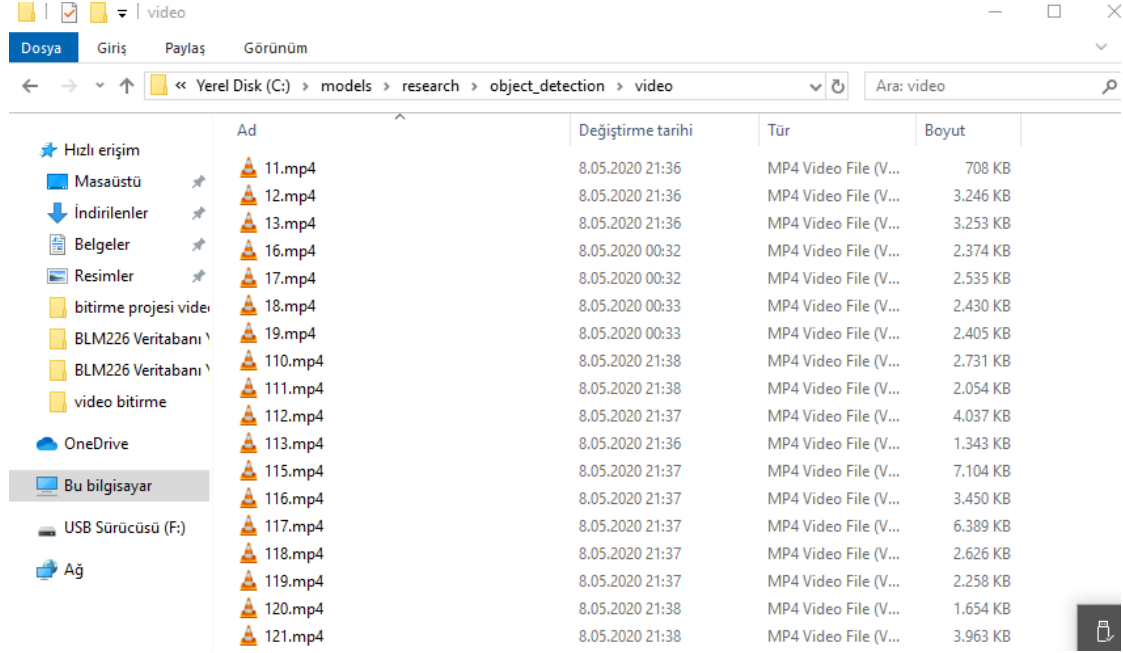 video
Dosya Giriş Paylaş Görünüm
« Yerel Disk (C:) › models › research › object_detection › video
Ara: video
Hızlı erişim
Masaüstü
İndirilenler
Belgeler
Resimler
bitirme projesi vide
BLM226 Veritabanı Y
BLM226 Veritabanı Y
video bitirme
OneDrive
Bu bilgisayar
USB Sürücüsü (F:)
Ağ
Ad Değiştirme tarihi Tür Boyut
11.mp4 8.05.2020 21:36 MP4 Video File (V... 708 KB
12.mp4 8.05.2020 21:36 MP4 Video File (V... 3.246 KB
13.mp4 8.05.2020 21:36 MP4 Video File (V... 3.253 KB
16.mp4 8.05.2020 00:32 MP4 Video File (V... 2.374 KB
17.mp4 8.05.2020 00:32 MP4 Video File (V... 2.535 KB
18.mp4 8.05.2020 00:33 MP4 Video File (V... 2.430 KB
19.mp4 8.05.2020 00:33 MP4 Video File (V... 2.405 KB
110.mp4 8.05.2020 21:38 MP4 Video File (V... 2.731 KB
111.mp4 8.05.2020 21:38 MP4 Video File (V... 2.054 KB
112.mp4 8.05.2020 21:37 MP4 Video File (V... 4.037 KB
113.mp4 8.05.2020 21:36 MP4 Video File (V... 1.343 KB
115.mp4 8.05.2020 21:37 MP4 Video File (V... 7.104 KB
116.mp4 8.05.2020 21:37 MP4 Video File (V... 3.450 KB
117.mp4 8.05.2020 21:37 MP4 Video File (V... 6.389 KB
118.mp4 8.05.2020 21:37 MP4 Video File (V... 2.626 KB
119.mp4 8.05.2020 21:37 MP4 Video File (V... 2.258 KB
120.mp4 8.05.2020 21:38 MP4 Video File (V... 1.654 KB
121.mp4 8.05.2020 21:38 MP4 Video File (V... 3.963 KB